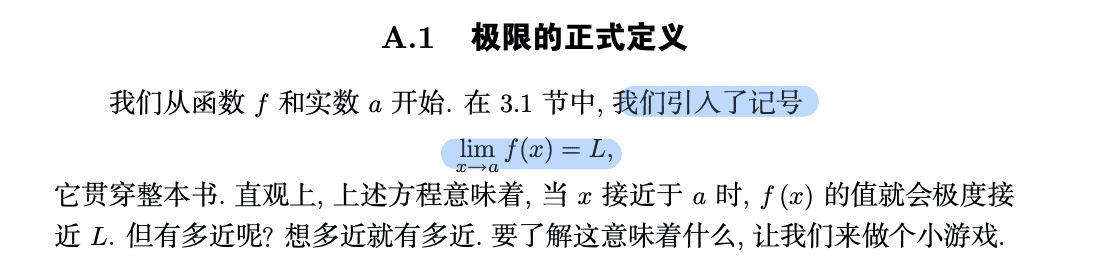 A.1 极限的正式定义
我们从函数 f 和实数 a 开始. 在 3.1 节中, 我们引入了记号
lim f(x) = L,
x→a
它贯穿整本书. 直观上, 上述方程意味着, 当 x 接近于 a 时, f (x) 的值就会极度接
近 L. 但有多近呢? 想多近就有多近. 要了解这意味着什么, 让我们来做个小游戏.